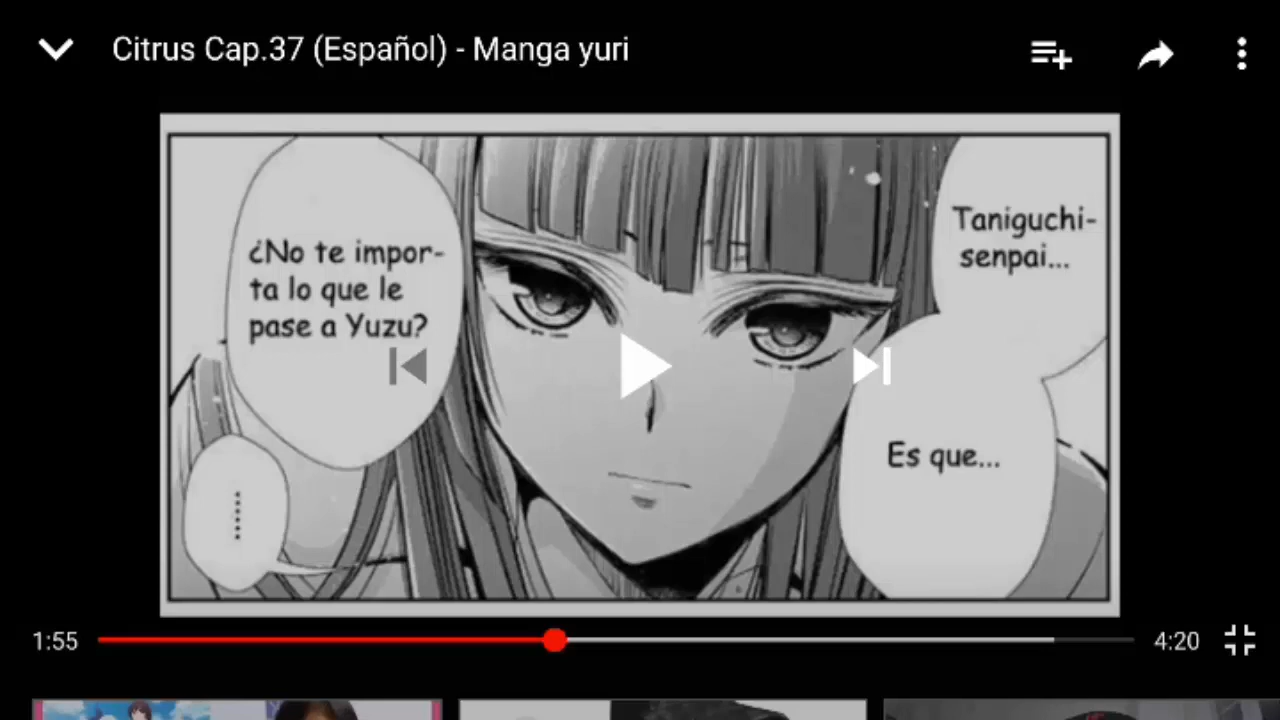 Citrus Cap.37 (Español) - Manga yuri
Taniguchi-
senpai...
Es que...
¿No te impor-
ta lo que le
pase a Yuzu?
.......
1:55
4:20